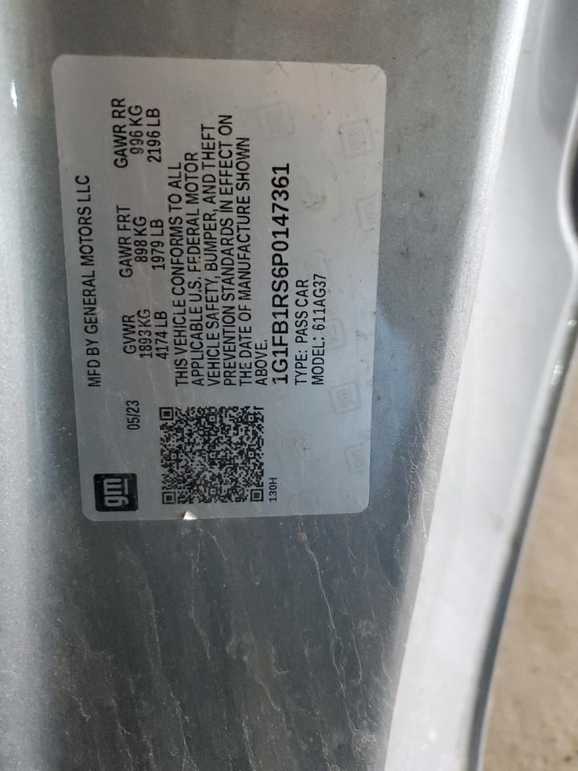 gm
MFD BY GENERAL MOTORS LLC
05/23
GVWR GAWR FRT GAWR RR
1893 KG 898 KG 996 KG
4174 LB 1979 LB 2196 LB
THIS VEHICLE CONFORMS TO ALL
APPLICABLE U.S. FEDERAL MOTOR
VEHICLE SAFETY, BUMPER, AND THEFT
PREVENTION STANDARDS IN EFFECT ON
THE DATE OF MANUFACTURE SHOWN
ABOVE.
1G1FB1RS6P0147361
TYPE: PASS CAR
MODEL: 611AG37
130H